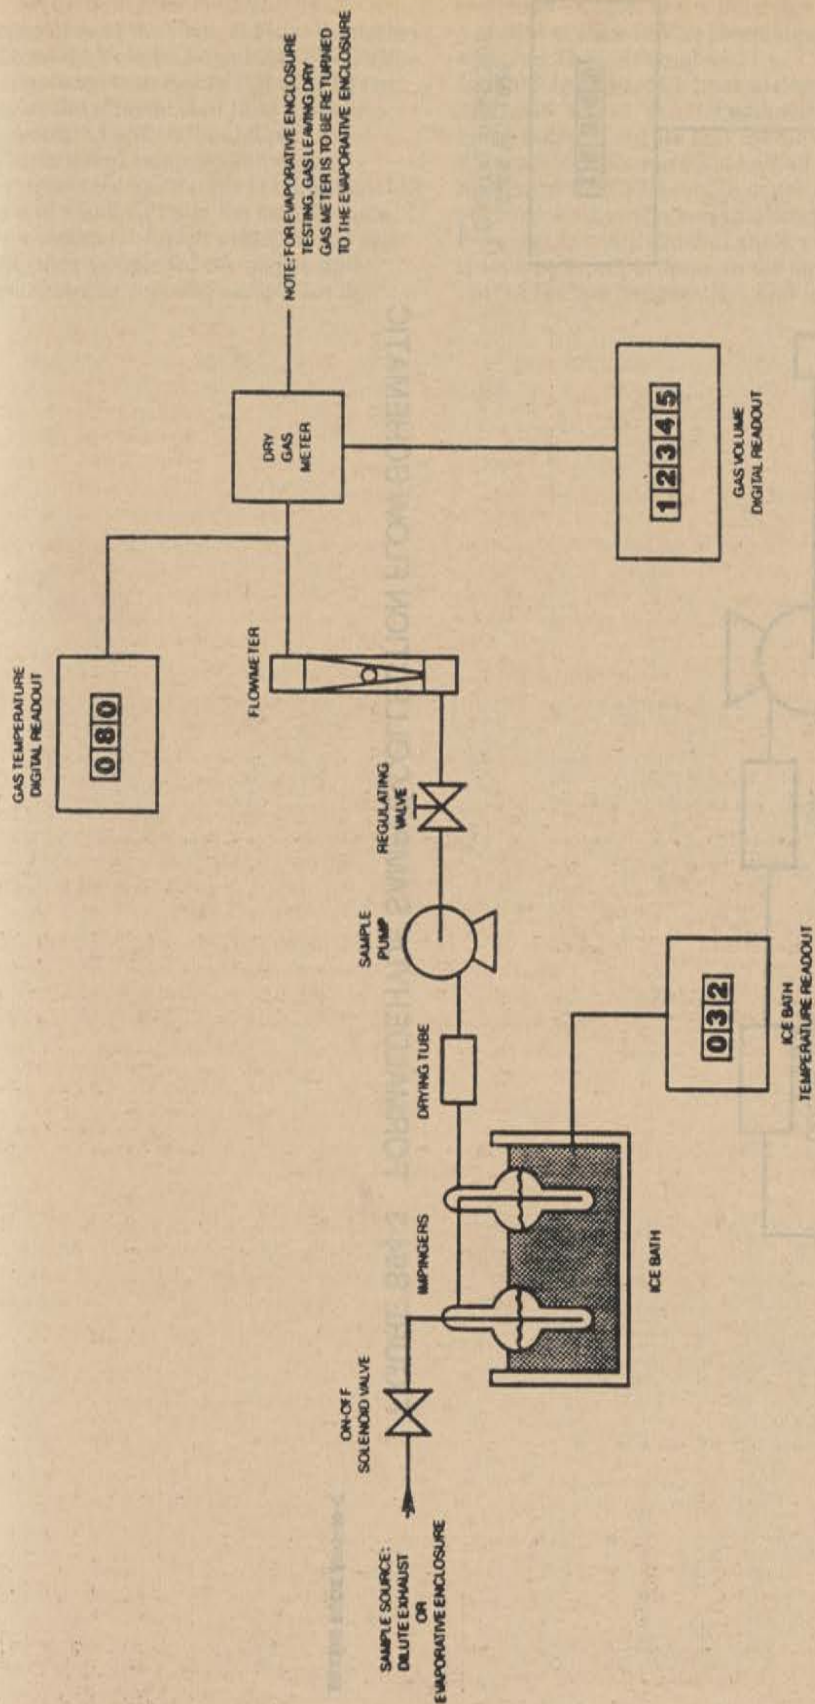 GAS TEMPERATURE
DIGITAL READOUT
080
FLOWMETER
DRY
GAS
METER
NOTE: FOR EVAPORATIVE ENCLOSURE
TESTING, GAS LEAVING DRY
GAS METER IS TO BE RETURNED
TO THE EVAPORATIVE ENCLOSURE
SAMPLE SOURCE:
DILUTE EXHAUST
OR
EVAPORATIVE ENCLOSURE
ON-OFF
SOLENOID VALVE
IMPINGERS
DRYING TUBE
SAMPLE
PUMP
REGULATING
VALVE
ICE BATH
032
ICE BATH
TEMPERATURE READOUT
12345
GAS VOLUME
DIGITAL READOUT